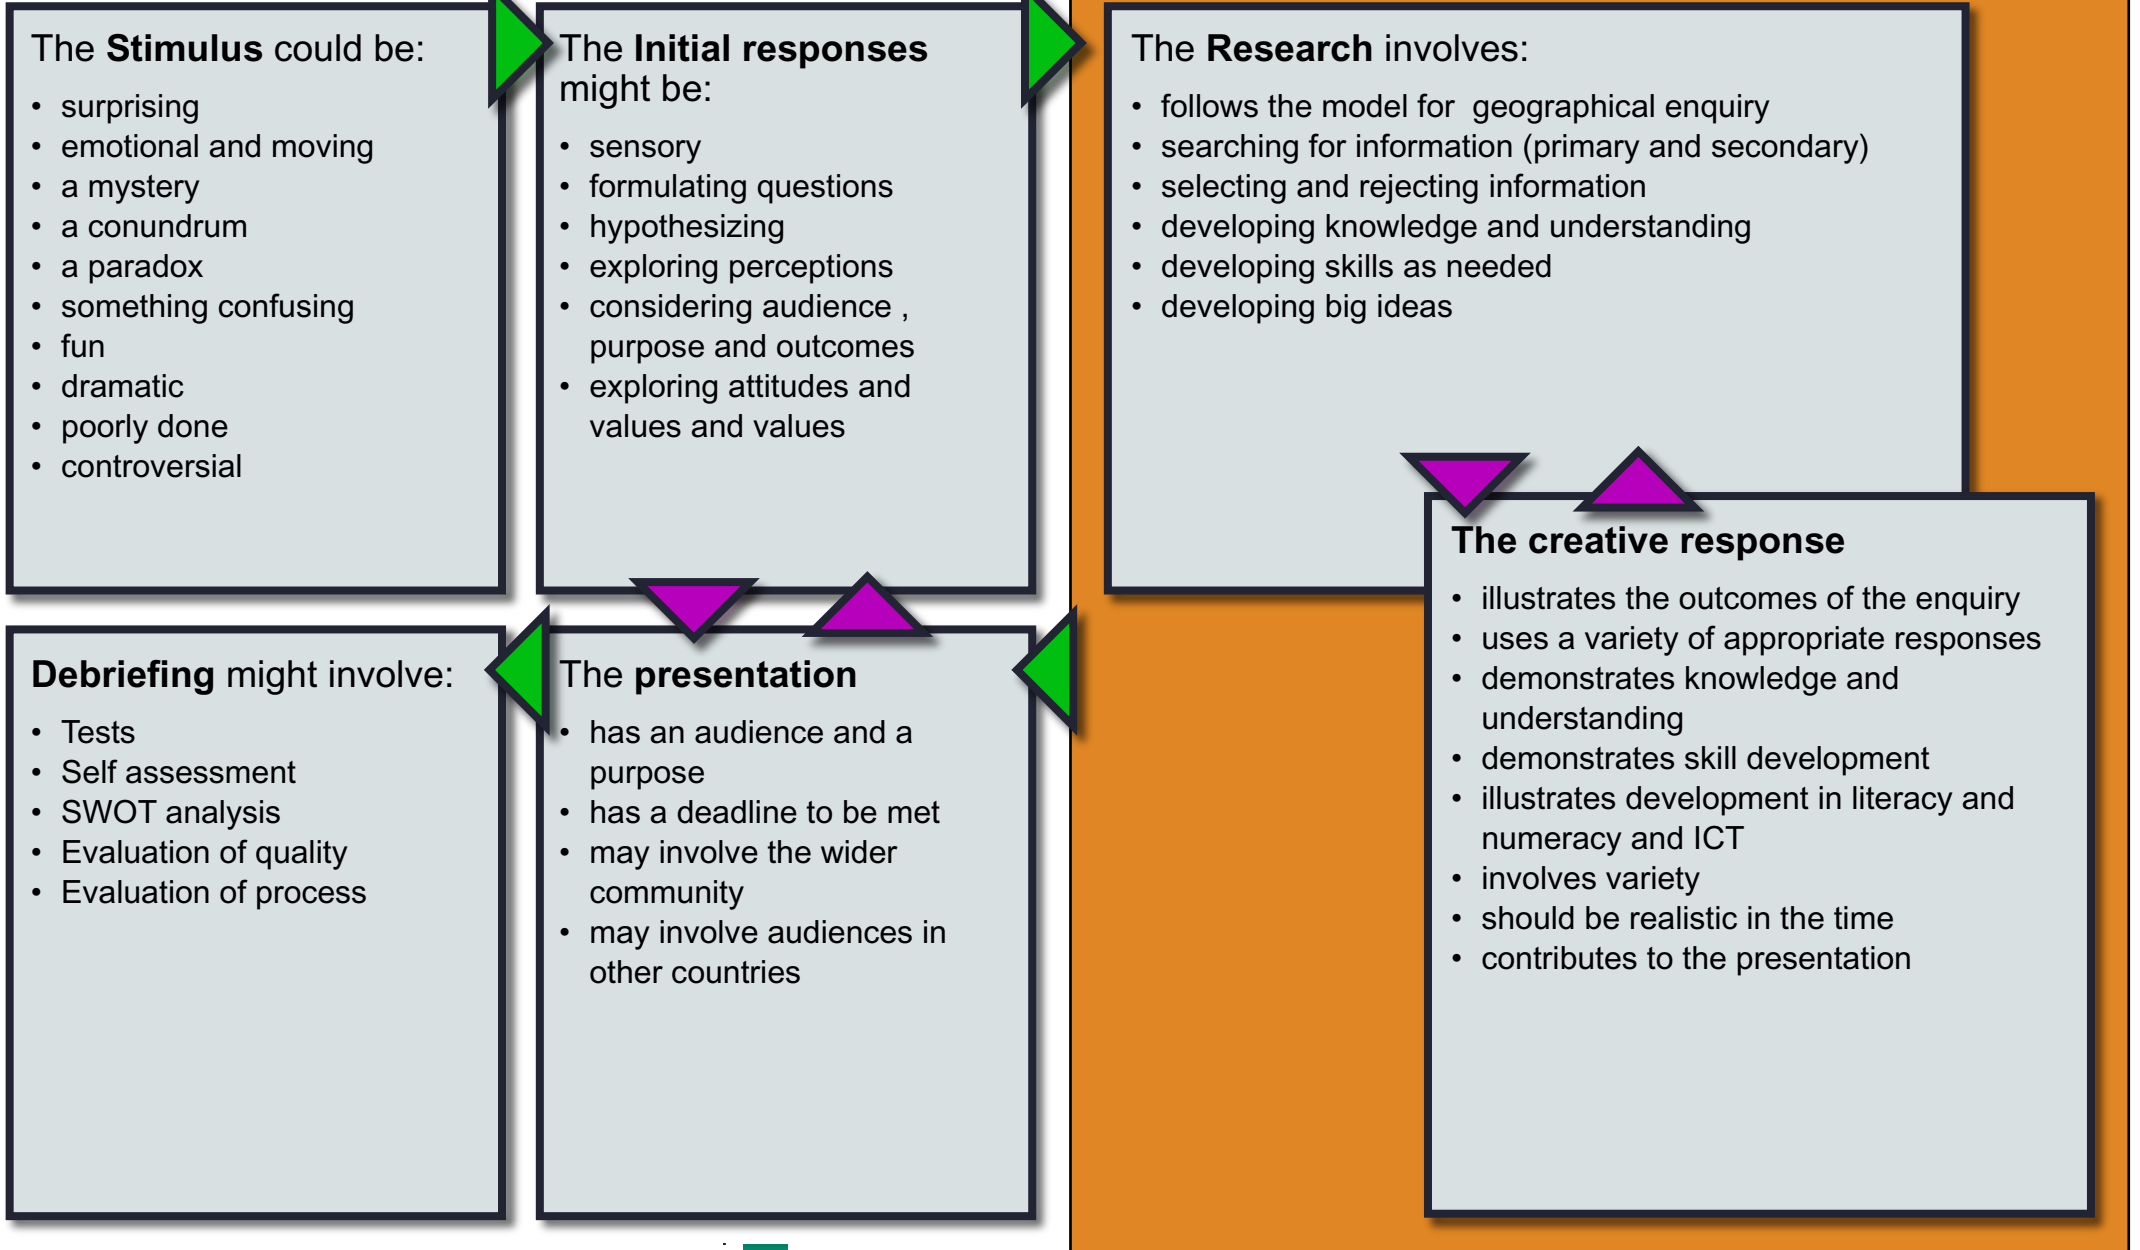 The Stimulus could be:
• surprising
• emotional and moving
• a mystery
• a conundrum
• a paradox
• something confusing
• fun
• dramatic
• poorly done
• controversial
The Initial responses
might be:
• sensory
• formulating questions
• hypothesizing
• exploring perceptions
• considering audience ,
purpose and outcomes
• exploring attitudes and
values and values
The Research involves:
• follows the model for  geographical enquiry
• searching for information (primary and secondary)
• selecting and rejecting information
• developing knowledge and understanding
• developing skills as needed
• developing big ideas
The creative response
• illustrates the outcomes of the enquiry
• uses a variety of appropriate responses
• demonstrates knowledge and
understanding
• demonstrates skill development
• illustrates development in literacy and
numeracy and ICT
• involves variety
• should be realistic in the time
• contributes to the presentation
The presentation
• has an audience and a
purpose
• has a deadline to be met
• may involve the wider
community
• may involve audiences in
other countries
Debriefing might involve:
• Tests
• Self assessment
• SWOT analysis
• Evaluation of quality
• Evaluation of process